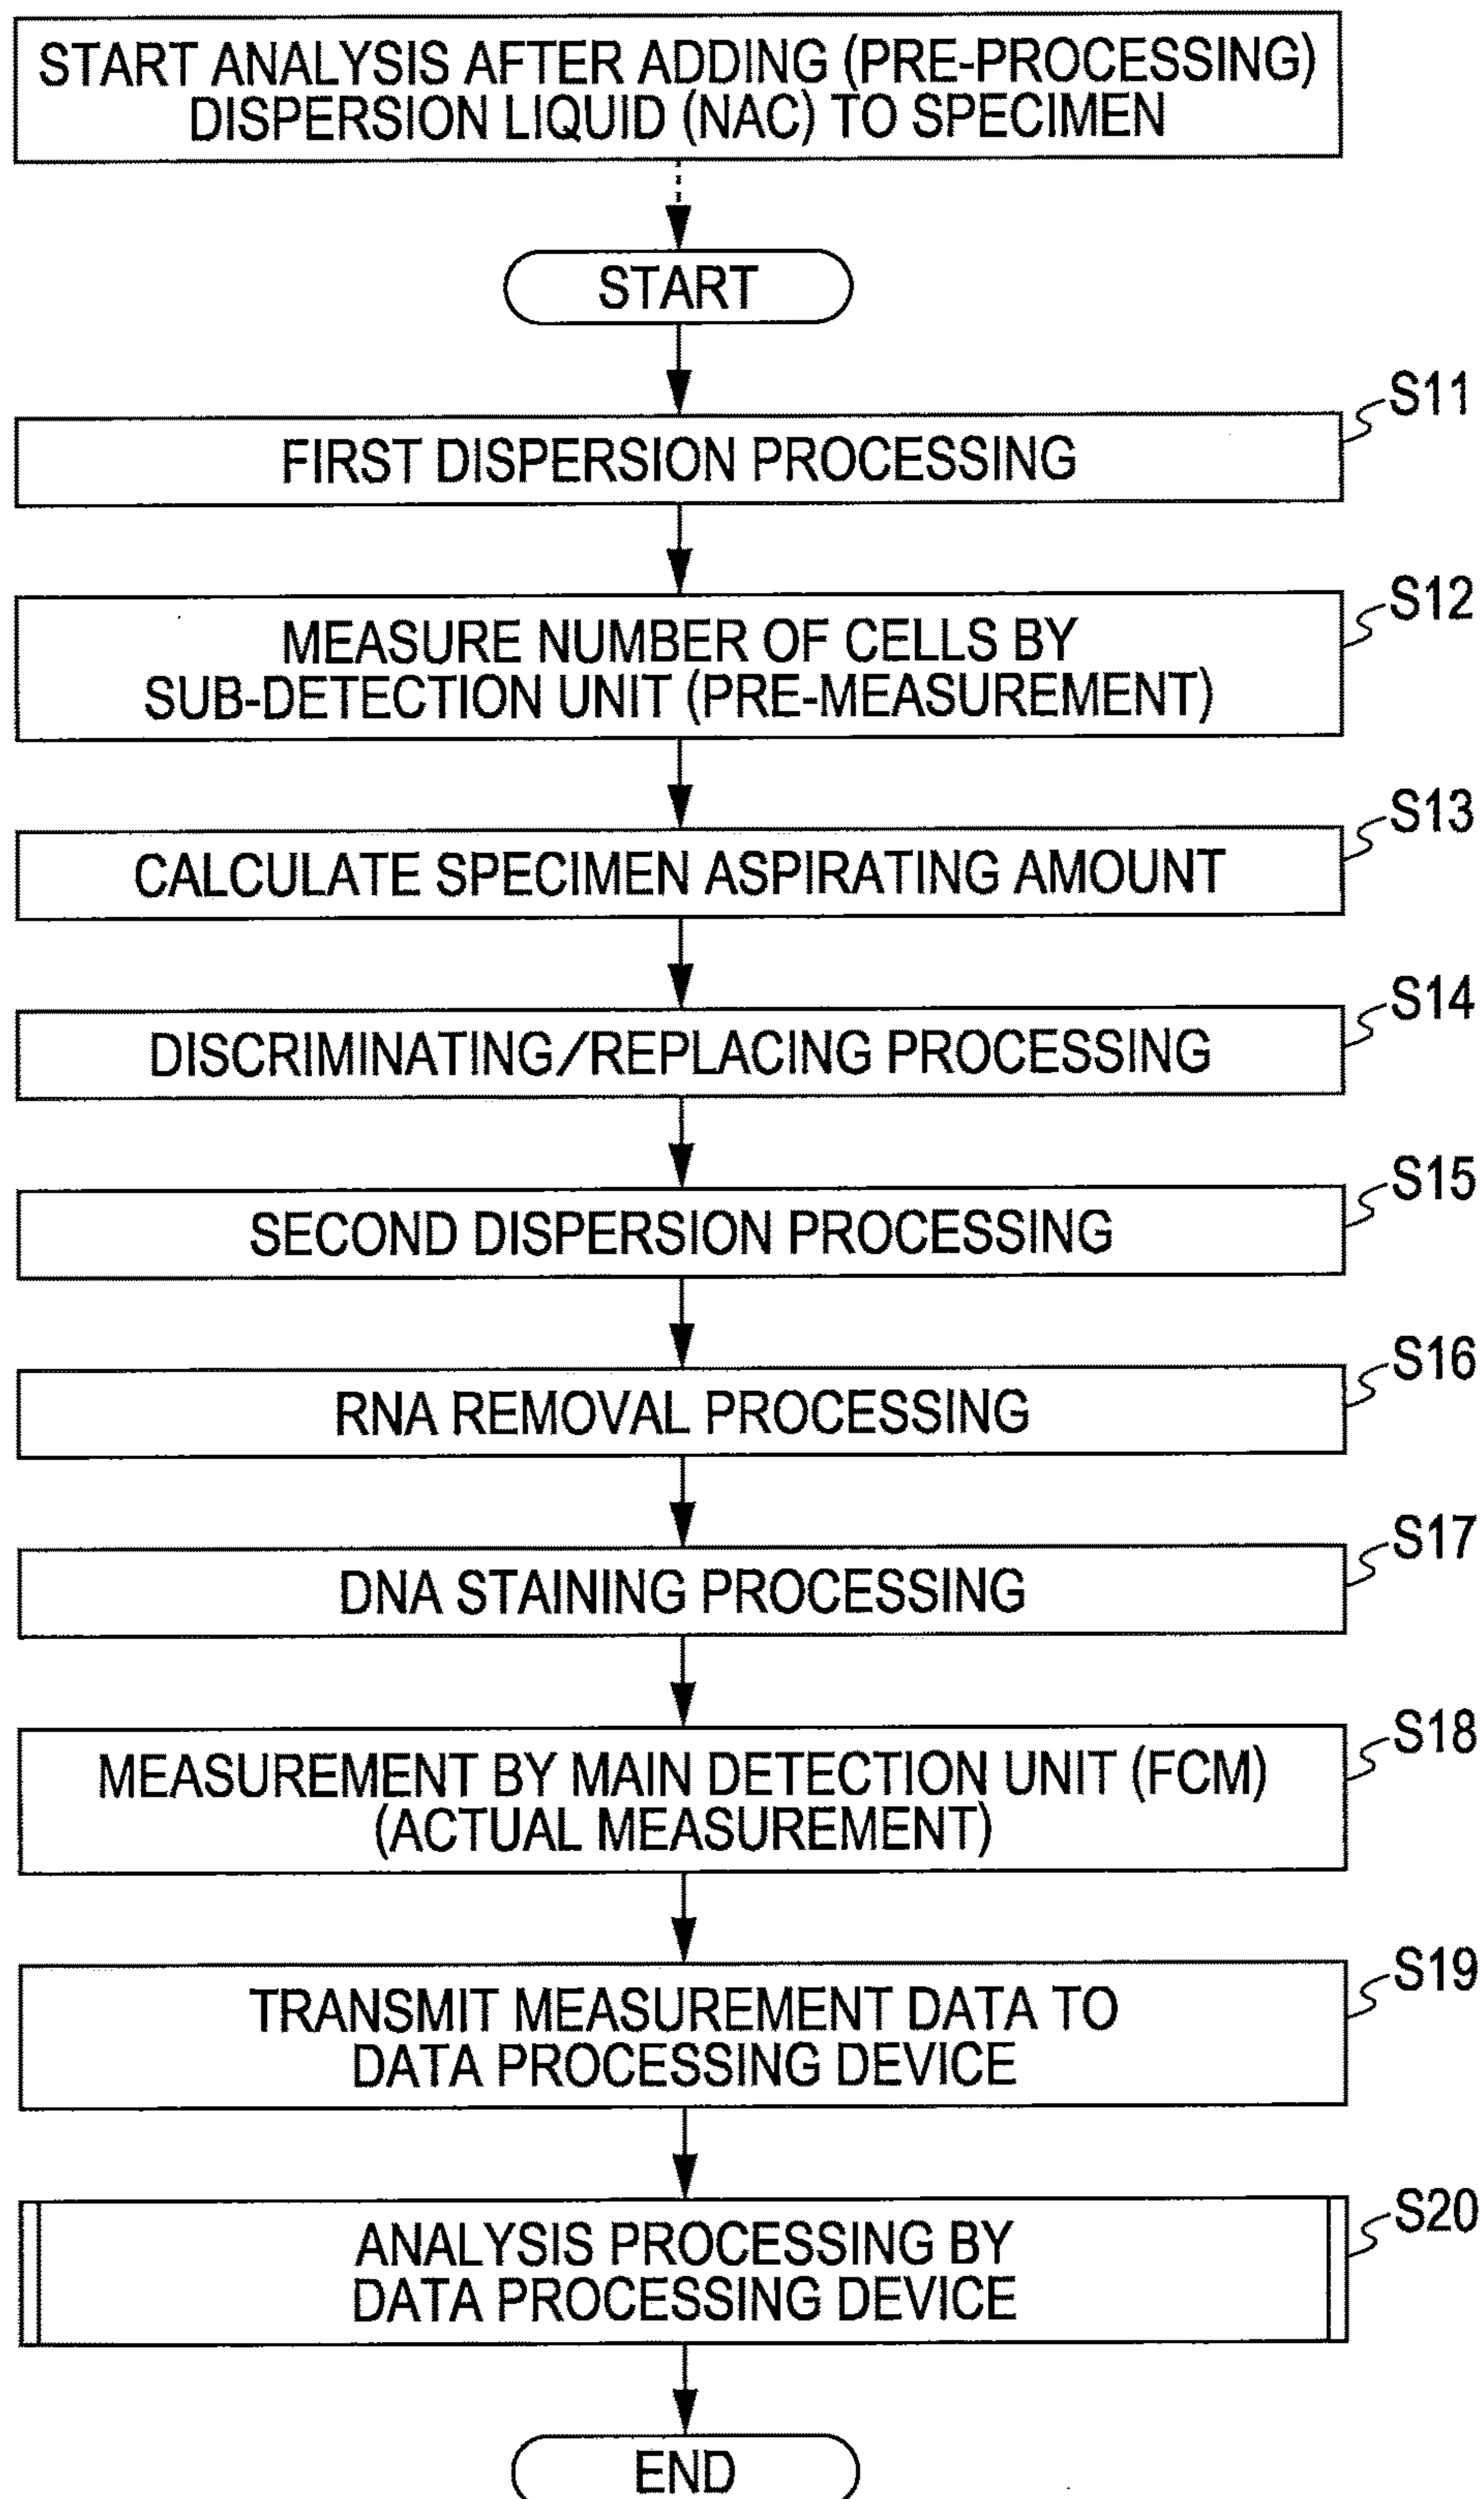 START ANALYSIS AFTER ADDING (PRE-PROCESSING)
DISPERSION LIQUID (NAC) TO SPECIMEN
START
S11
FIRST DISPERSION PROCESSING
S12
MEASURE NUMBER OF CELLS BY
SUB-DETECTION UNIT (PRE-MEASUREMENT)
S13
CALCULATE SPECIMEN ASPIRATING AMOUNT
S14
DISCRIMINATING/REPLACING PROCESSING
S15
SECOND DISPERSION PROCESSING
S16
RNA REMOVAL PROCESSING
S17
DNA STAINING PROCESSING
S18
MEASUREMENT BY MAIN DETECTION UNIT (FCM)
(ACTUAL MEASUREMENT)
S19
TRANSMIT MEASUREMENT DATA TO
DATA PROCESSING DEVICE
S20
ANALYSIS PROCESSING BY
DATA PROCESSING DEVICE
END